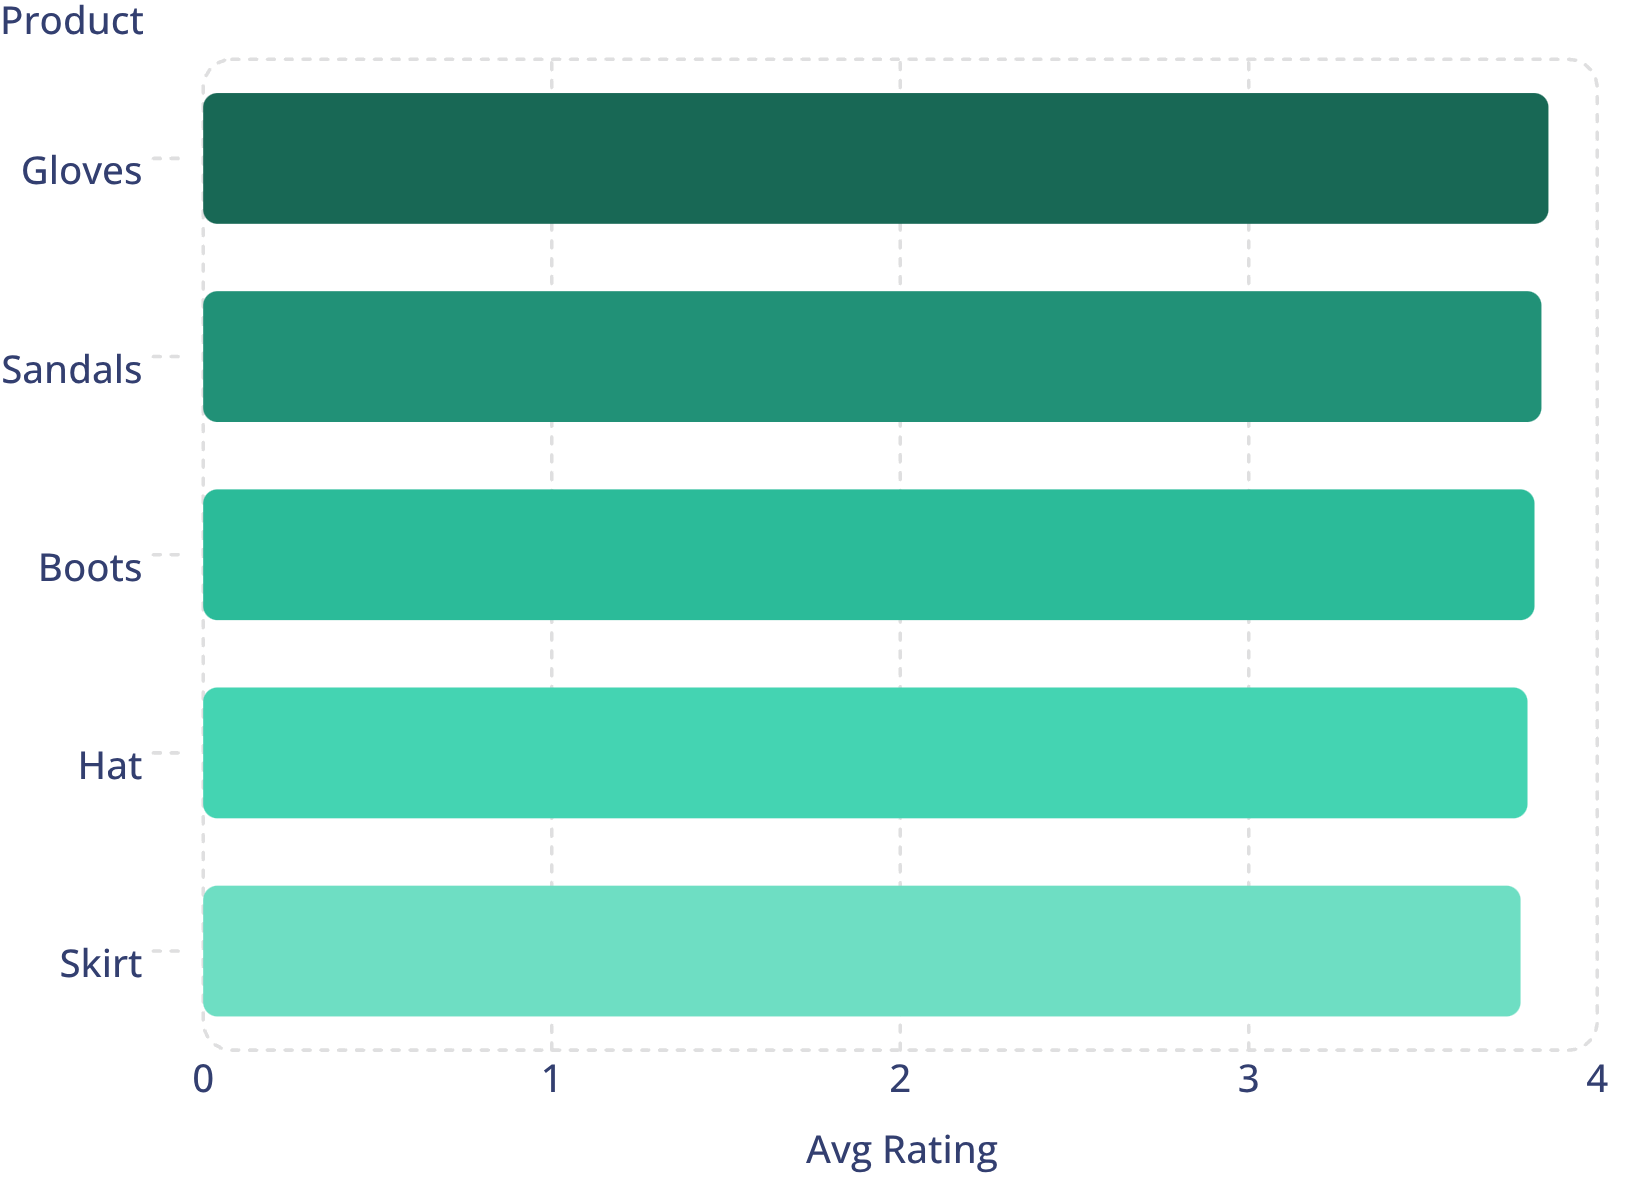 Product
Gloves
Sandals
Boots
Hat
Skirt
0 1 2 3 4
Avg Rating